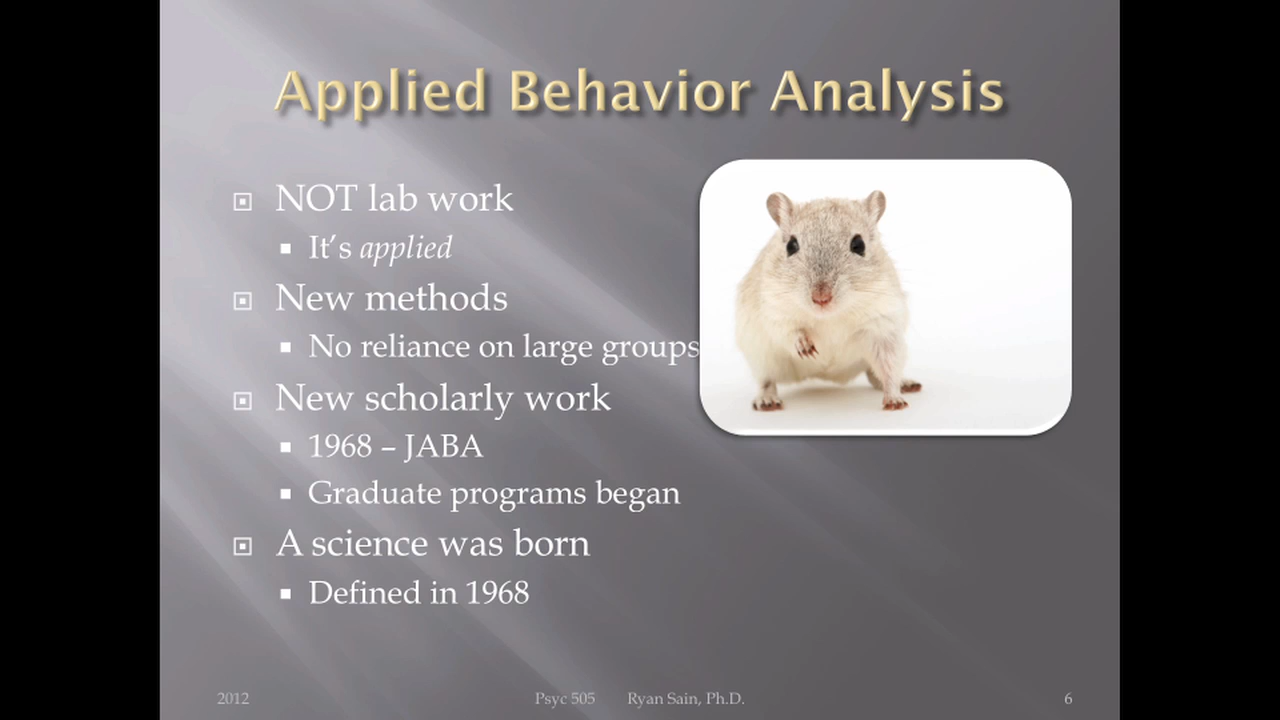 Applied Behavior Analysis
NOT lab work
It's applied
New methods
No reliance on large groups
New scholarly work
1968 – JABA
Graduate programs began
A science was born
Defined in 1968
2012 Psyc 505 Ryan Sain, Ph.D. 6